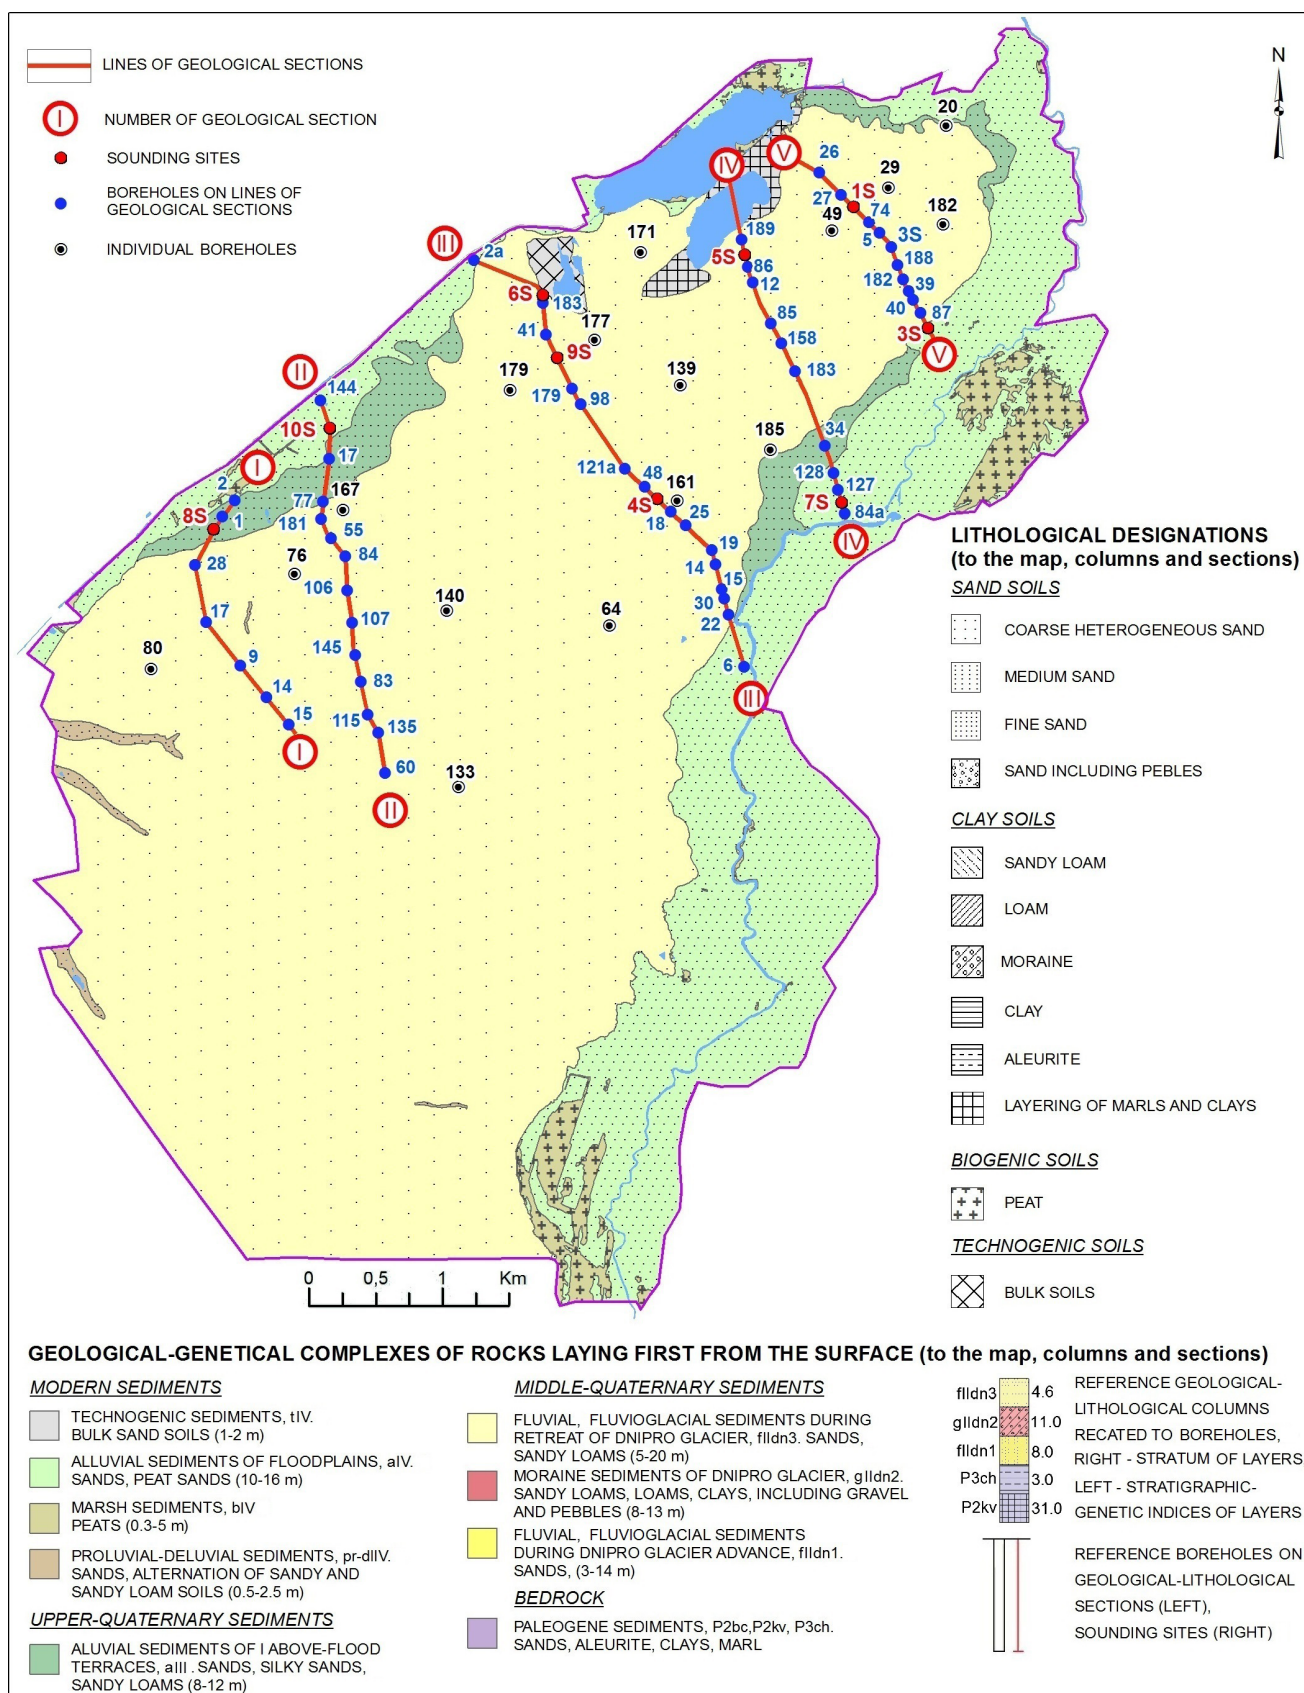 LINES OF GEOLOGICAL SECTIONS
I
NUMBER OF GEOLOGICAL SECTION
SOUNDING SITES
BOREHOLES ON LINES OF
GEOLOGICAL SECTIONS
INDIVIDUAL BOREHOLES
N
20
IV
V
26
29
1S
27
74
182
49
5
3S
171
189
III
2a
5S
188
86
182
39
12
6S
183
40
87
85
3S
177
41
158
V
9S
II
179
139
183
144
179
98
10S
185
34
I
17
121a
48
128
127
2
77
167
161
4S
7S
8S
1
181
18
25
84a
55
IV
28
76
84
19
14
106
15
140
30
17
107
64
22
80
145
9
6
83
14
III
115
135
15
I
60
133
II
0
0,5
1
Km
LITHOLOGICAL DESIGNATIONS
(to the map, columns and sections)
SAND SOILS
COARSE HETEROGENEOUS SAND
MEDIUM SAND
FINE SAND
SAND INCLUDING PEBLES
CLAY SOILS
SANDY LOAM
LOAM
MORAINE
CLAY
ALEURITE
LAYERING OF MARLS AND CLAYS
BIOGENIC SOILS
PEAT
TECHNOGENIC SOILS
BULK SOILS
GEOLOGICAL-GENETICAL COMPLEXES OF ROCKS LAYING FIRST FROM THE SURFACE (to the map, columns and sections)
MODERN SEDIMENTS
TECHNOGENIC SEDIMENTS, tIV.
BULK SAND SOILS (1-2 m)
ALLUVIAL SEDIMENTS OF FLOODPLAINS, aIV.
SANDS, PEAT SANDS (10-16 m)
MARSH SEDIMENTS, bIV
PEATS (0.3-5 m)
PROLUVIAL-DELUVIAL SEDIMENTS, pr-dIIV.
SANDS, ALTERNATION OF SANDY AND
SANDY LOAM SOILS (0.5-2.5 m)
UPPER-QUATERNARY SEDIMENTS
ALUVIAL SEDIMENTS OF I ABOVE-FLOOD
TERRACES, aIII . SANDS, SILKY SANDS,
SANDY LOAMS (8-12 m)
MIDDLE-QUATERNARY SEDIMENTS
FLUVIAL, FLUVIOGLACIAL SEDIMENTS DURING
RETREAT OF DNIPRO GLACIER, fIIdn3. SANDS,
SANDY LOAMS (5-20 m)
MORAINE SEDIMENTS OF DNIPRO GLACIER, gIIdn2.
SANDY LOAMS, LOAMS, CLAYS, INCLUDING GRAVEL
AND PEBBLES (8-13 m)
FLUVIAL, FLUVIOGLACIAL SEDIMENTS
DURING DNIPRO GLACIER ADVANCE, fIIdn1.
SANDS, (3-14 m)
BEDROCK
PALEOGENE SEDIMENTS, P2bc,P2kv, P3ch.
SANDS, ALEURITE, CLAYS, MARL
fIIdn3 4.6
gIIdn2 11.0
fIIdn1 8.0
P3ch 3.0
P2kv 31.0
REFERENCE GEOLOGICAL-
LITHOLOGICAL COLUMNS
RECATED TO BOREHOLES,
RIGHT - STRATUM OF LAYERS,
LEFT - STRATIGRAPHIC-
GENETIC INDICES OF LAYERS
REFERENCE BOREHOLES ON
GEOLOGICAL-LITHOLOGICAL
SECTIONS (LEFT),
SOUNDING SITES (RIGHT)